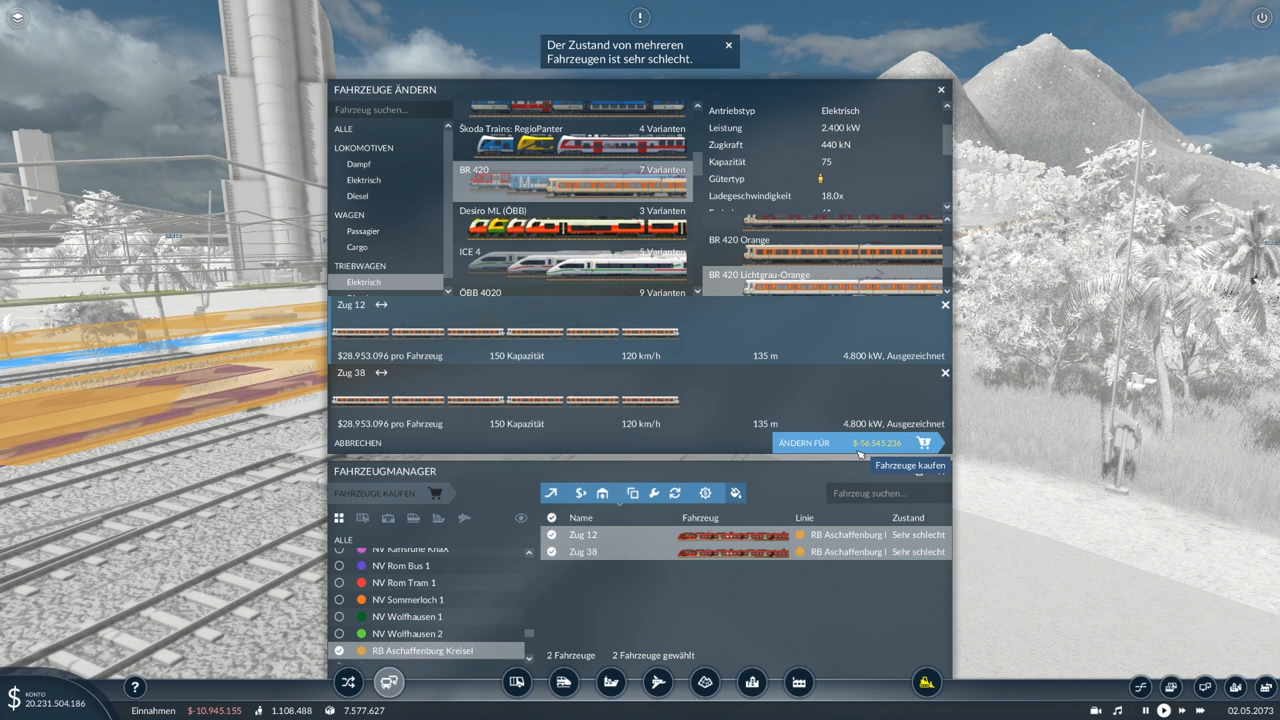 Der Zustand von mehreren
Fahrzeugen ist sehr schlecht.
FAHRZEUGE ÄNDERN
Fahrzeug suchen...
ALLE
LOKOMOTIVEN
Dampf
Elektrisch
Diesel
WAGEN
Passagier
Cargo
TRIEBWAGEN
Elektrisch
Škoda Trains: RegioPanter 4 Varianten
BR 420 7 Varianten
Desiro ML (ÖBB) 3 Varianten
ICE 4 5 Varianten
ÖBB 4020 9 Varianten
Antriebstyp Elektrisch
Leistung 2.400 kW
Zugkraft 440 kN
Kapazität 75
Gütertyp
Ladegeschwindigkeit 18,0x
BR 420 Orange
BR 420 Lichtgrau-Orange
Zug 12
$28.953.096 pro Fahrzeug 150 Kapazität 120 km/h 135 m 4.800 kW, Ausgezeichnet
Zug 38
$28.953.096 pro Fahrzeug 150 Kapazität 120 km/h 135 m 4.800 kW, Ausgezeichnet
ABBRECHEN
ÄNDERN FÜR $-56.545.236
Fahrzeuge kaufen
FAHRZEUGMANAGER
FAHRZEUGE KAUFEN
Fahrzeug suchen...
ALLE
NV Karlsruhe KnaX
NV Rom Bus 1
NV Rom Tram 1
NV Sommerloch 1
NV Wolfhausen 1
NV Wolfhausen 2
RB Aschaffenburg Kreisel
Name Fahrzeug Linie Zustand
Zug 12 RB Aschaffenburg Sehr schlecht
Zug 38 RB Aschaffenburg Sehr schlecht
2 Fahrzeuge 2 Fahrzeuge gewählt
$ KONTO
20.231.504.186
?
Einnahmen $-10.945.155 1.108.488 7.577.627
02.05.2073